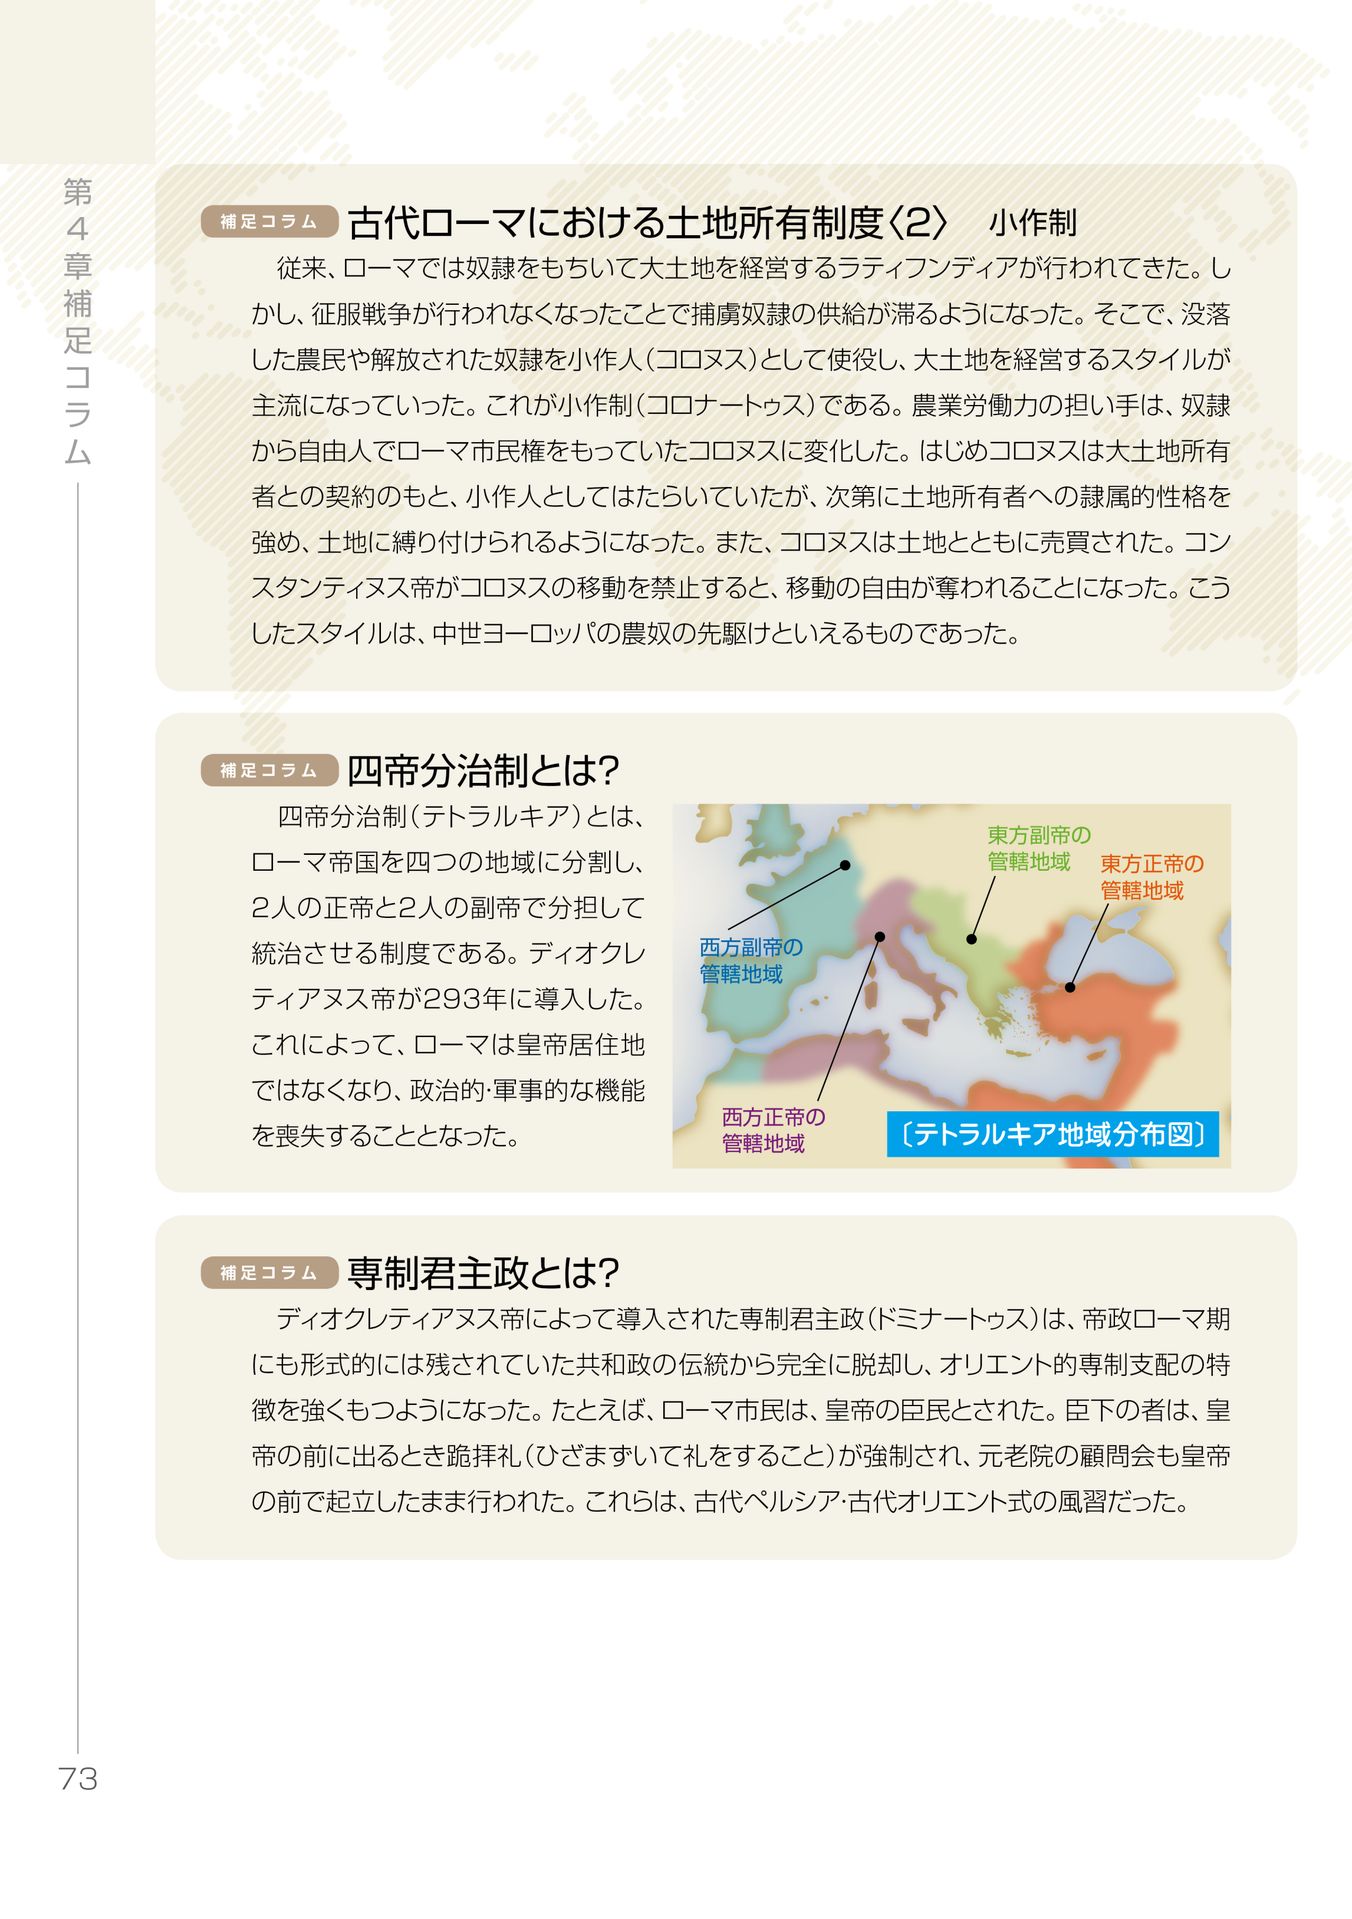 第4章補足コラム
補足コラム 古代ローマにおける土地所有制度〈2〉 小作制
従来、ローマでは奴隷をもちいて大土地を経営するラティフンディアが行われてきた。し
かし、征服戦争が行われなくなったことで捕虜奴隷の供給が滞るようになった。そこで、没落
した農民や解放された奴隷を小作人（コロヌス）として使役し、大土地を経営するスタイルが
主流になっていった。これが小作制（コロナートゥス）である。農業労働力の担い手は、奴隷
から自由人でローマ市民権をもっていたコロヌスに変化した。はじめコロヌスは大土地所有
者との契約のもと、小作人としてはたらいていたが、次第に土地所有者への隷属的性格を
強め、土地に縛り付けられるようになった。また、コロヌスは土地とともに売買された。コン
スタンティヌス帝がコロヌスの移動を禁止すると、移動の自由が奪われることになった。こう
したスタイルは、中世ヨーロッパの農奴の先駆けといえるものであった。
補足コラム 四帝分治制とは?
四帝分治制（テトラルキア）とは、
ローマ帝国を四つの地域に分割し、
2人の正帝と2人の副帝で分担して
統治させる制度である。ディオクレ
ティアヌス帝が293年に導入した。
これによって、ローマは皇帝居住地
ではなくなり、政治的・軍事的な機能
を喪失することとなった。
東方副帝の
管轄地域
東方正帝の
管轄地域
西方副帝の
管轄地域
西方正帝の
管轄地域
〔テトラルキア地域分布図〕
補足コラム 専制君主政とは?
ディオクレティアヌス帝によって導入された専制君主政（ドミナートゥス）は、帝政ローマ期
にも形式的には残されていた共和政の伝統から完全に脱却し、オリエント的専制支配の特
徴を強くもつようになった。たとえば、ローマ市民は、皇帝の臣民とされた。臣下の者は、皇
帝の前に出るとき跪拝礼（ひざまずいて礼をすること）が強制され、元老院の顧問会も皇帝
の前で起立したまま行われた。これらは、古代ペルシア・古代オリエント式の風習だった。
73